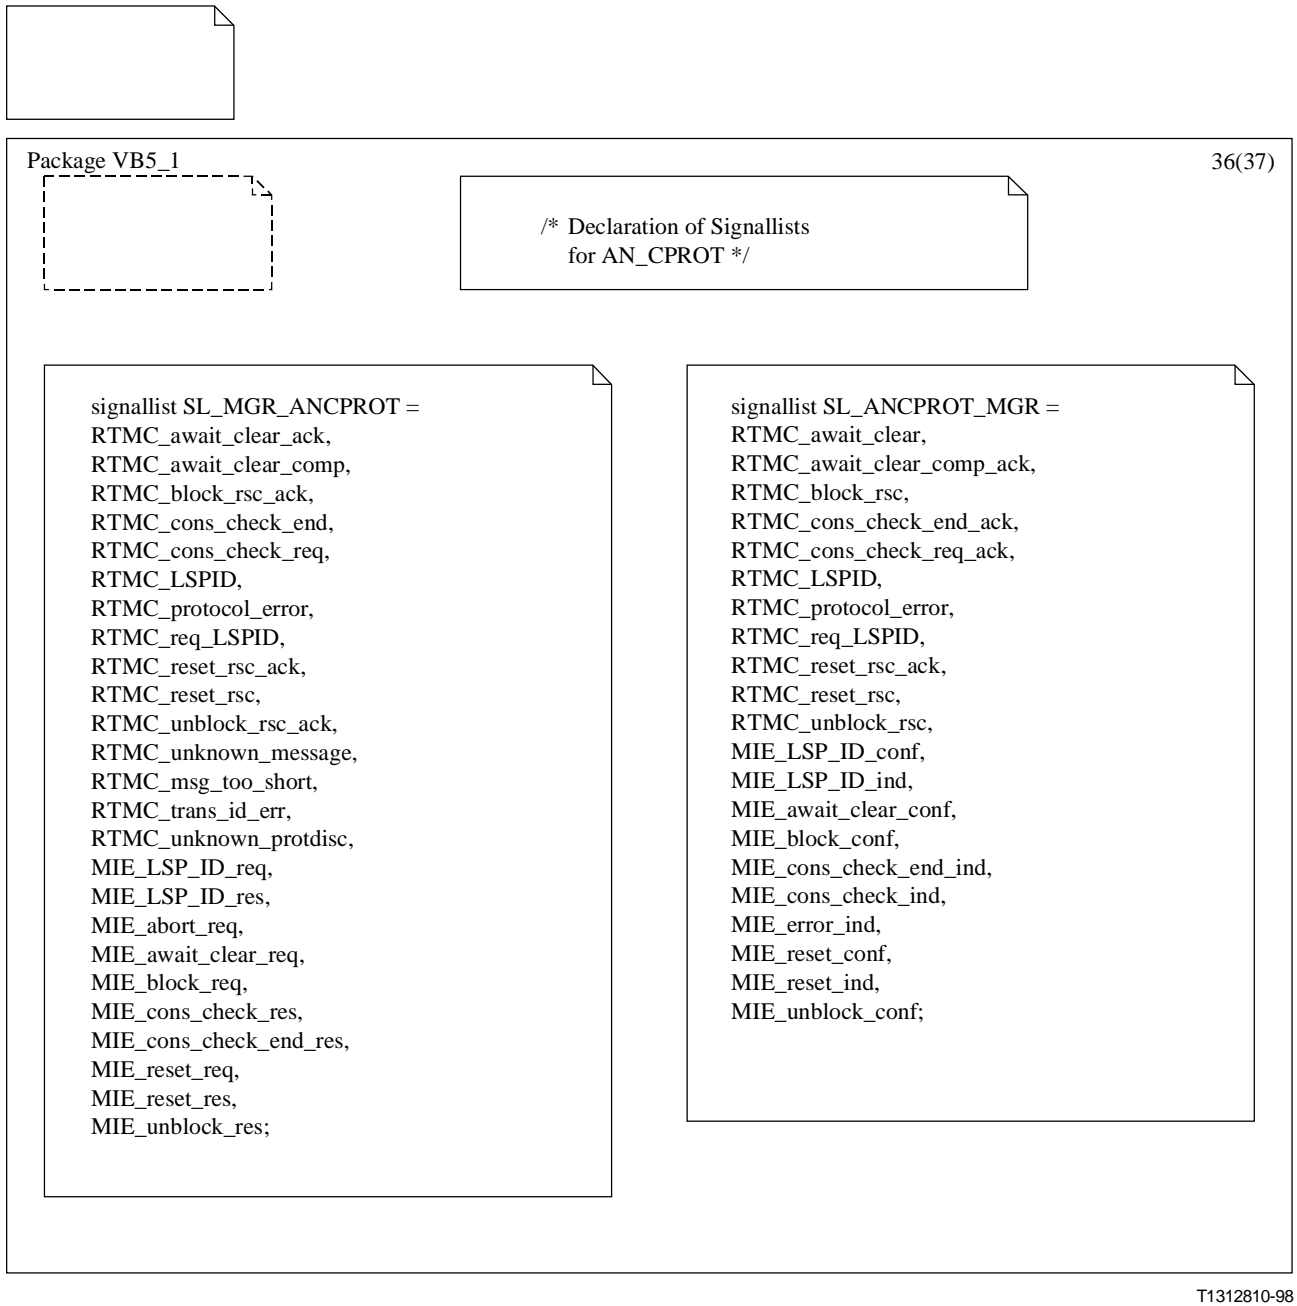 Package VB5_1
36(37)
/* Declaration of Signallists
for AN_CPROT */
signallist SL_MGR_ANCPROT =
RTMC_await_clear_ack,
RTMC_await_clear_comp,
RTMC_block_rsc_ack,
RTMC_cons_check_end,
RTMC_cons_check_req,
RTMC_LSPID,
RTMC_protocol_error,
RTMC_req_LSPID,
RTMC_reset_rsc_ack,
RTMC_reset_rsc,
RTMC_unblock_rsc_ack,
RTMC_unknown_message,
RTMC_msg_too_short,
RTMC_trans_id_err,
RTMC_unknown_protdisc,
MIE_LSP_ID_req,
MIE_LSP_ID_res,
MIE_abort_req,
MIE_await_clear_req,
MIE_block_req,
MIE_cons_check_res,
MIE_cons_check_end_res,
MIE_reset_req,
MIE_reset_res,
MIE_unblock_res;
signallist SL_ANCPROT_MGR =
RTMC_await_clear,
RTMC_await_clear_comp_ack,
RTMC_block_rsc,
RTMC_cons_check_end_ack,
RTMC_cons_check_req_ack,
RTMC_LSPID,
RTMC_protocol_error,
RTMC_req_LSPID,
RTMC_reset_rsc_ack,
RTMC_reset_rsc,
RTMC_unblock_rsc,
MIE_LSP_ID_conf,
MIE_LSP_ID_ind,
MIE_await_clear_conf,
MIE_block_conf,
MIE_cons_check_end_ind,
MIE_cons_check_ind,
MIE_error_ind,
MIE_reset_conf,
MIE_reset_ind,
MIE_unblock_conf;
T1312810-98